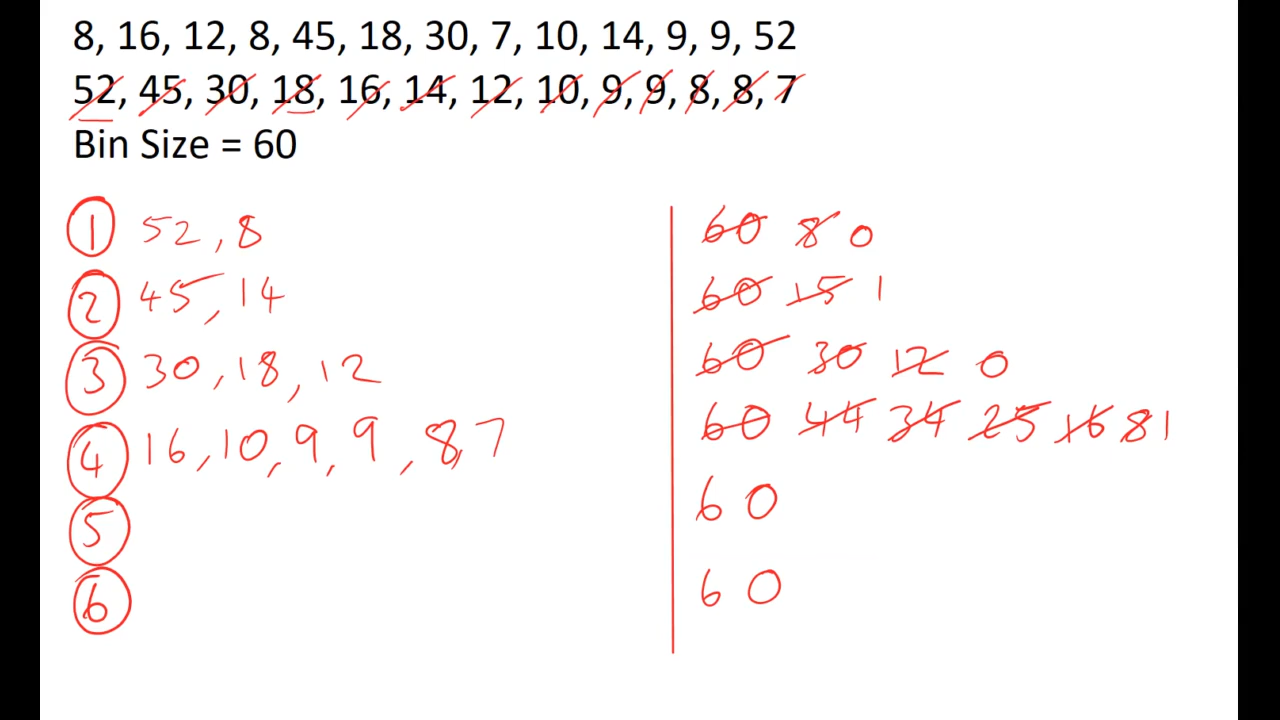 8, 16, 12, 8, 45, 18, 30, 7, 10, 14, 9, 9, 52
52, 45, 30, 18, 16, 14, 12, 10, 9, 9, 8, 8, 7
Bin Size = 60
1 52, 8 60 8 0
2 45, 14 60 15 1
3 30, 18, 12 60 30 12 0
4 16, 10, 9, 9, 8, 7 60 44 34 25 16 8 1
5 60
6 60